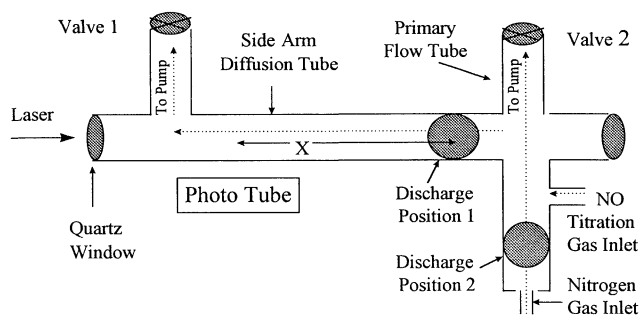 Valve 1
Side Arm
Diffusion Tube
Primary
Flow Tube
Valve 2
To Pump
To Pump
Laser
X
Photo Tube
Quartz
Window
Discharge
Position 1
NO
Titration
Gas Inlet
Discharge
Position 2
Nitrogen
Gas Inlet